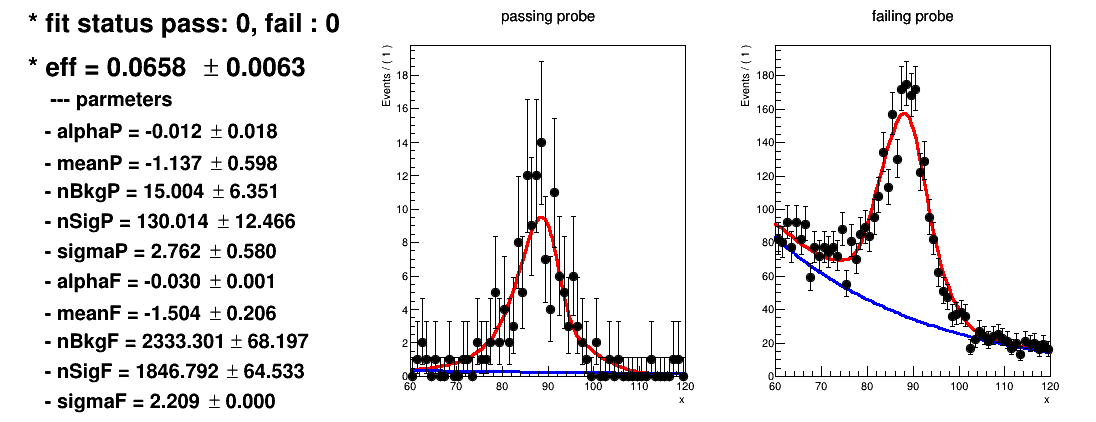 * fit status pass: 0, fail : 0
* eff = 0.0658 ± 0.0063
--- parmeters
- alphaP = -0.012 ± 0.018
- meanP = -1.137 ± 0.598
- nBkgP = 15.004 ± 6.351
- nSigP = 130.014 ± 12.466
- sigmaP = 2.762 ± 0.580
- alphaF = -0.030 ± 0.001
- meanF = -1.504 ± 0.206
- nBkgF = 2333.301 ± 68.197
- nSigF = 1846.792 ± 64.533
- sigmaF = 2.209 ± 0.000
passing probe
Events / ( 1 )
18
16
14
12
10
8
6
4
2
0
60 70 80 90 100 110 120
x
failing probe
Events / ( 1 )
180
160
140
120
100
80
60
40
20
0
60 70 80 90 100 110 120
x